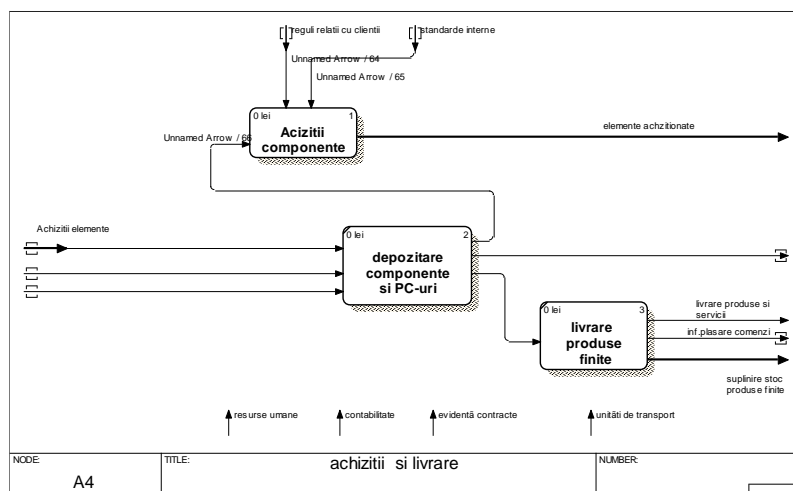 reguli relatii cu clientii
standarde interne
Unnamed Arrow / 64
Unnamed Arrow / 65
0 lei
1
Acizitii
componente
Unnamed Arrow / 66
elemente achzitionate
Achizitii elemente
0 lei
2
depozitare
componente
si PC-uri
0 lei
3
livrare
produse
finite
livrare produse si
servicii
inf.plasare comenzi
suplinire stoc
produse finite
resurse umane
contabilitate
evidentă contracte
unităti de transport
NODE:
TITLE:
NUMBER:
A4
achizitii si livrare